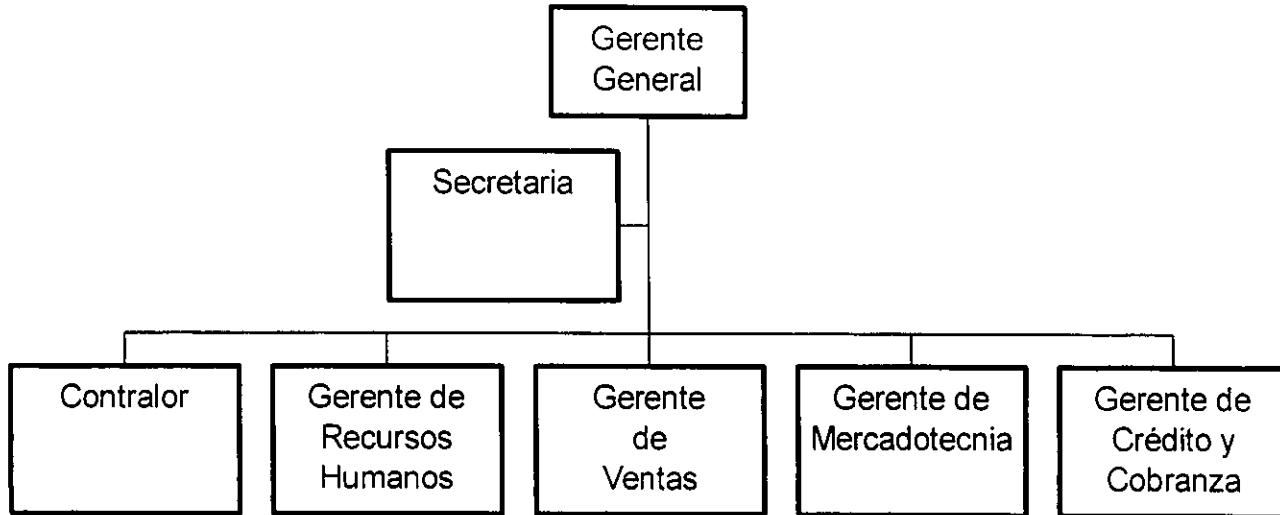 Gerente
General
Secretaria
Contralor
Gerente de
Recursos
Humanos
Gerente
de
Ventas
Gerente de
Mercadotecnia
Gerente de
Crédito y
Cobranza